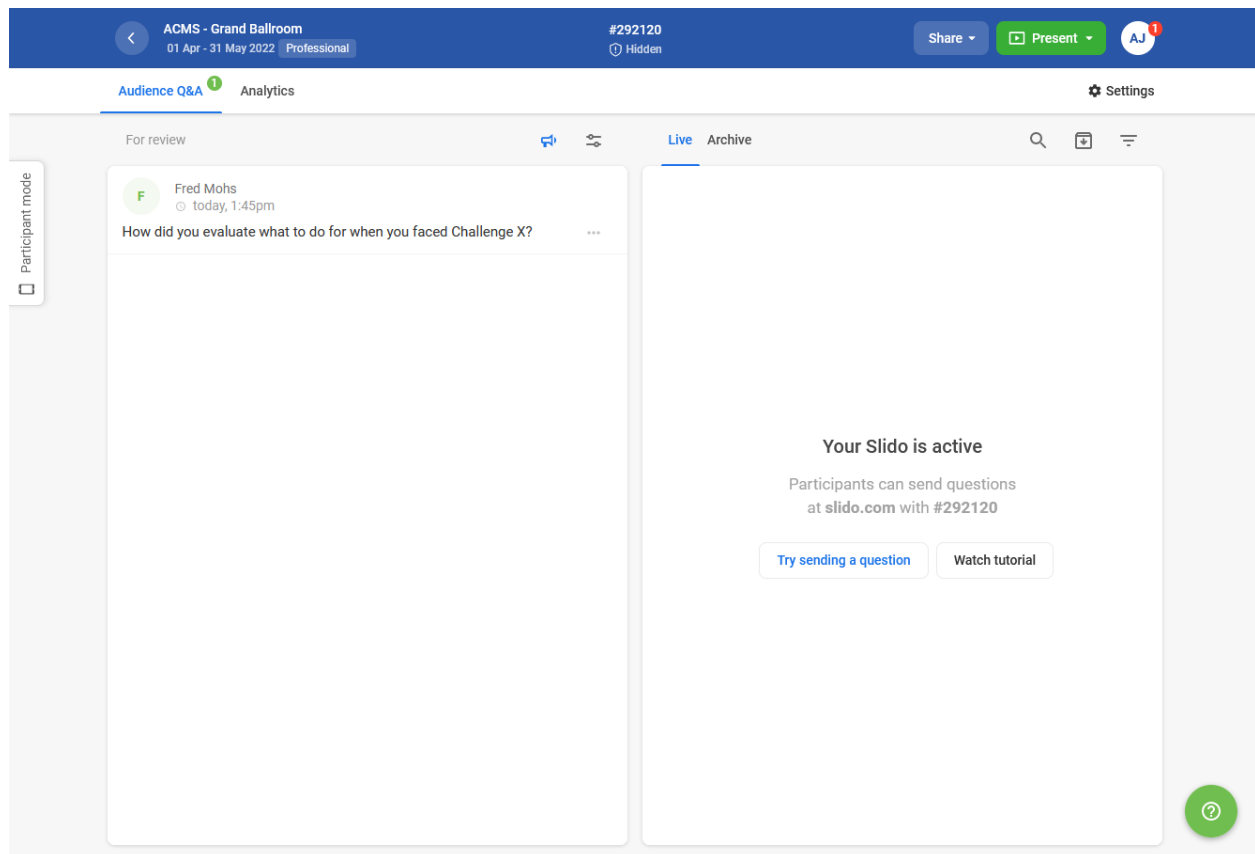 ACMS - Grand Ballroom
01 Apr - 31 May 2022 Professional
#292120
Hidden
Share
Present
AJ
1
Audience Q&A 1
Analytics
Settings
Participant mode
For review
Live
Archive
F
Fred Mohs
today, 1:45pm
How did you evaluate what to do for when you faced Challenge X?
Your Slido is active
Participants can send questions
at slido.com with #292120
Try sending a question
Watch tutorial